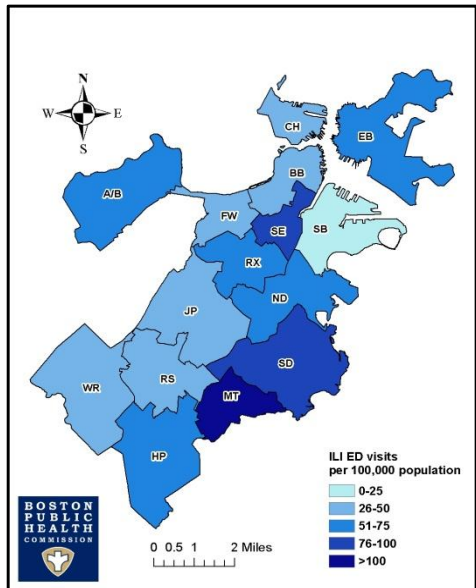 N
W E
S
CH
EB
BB
A/B
FW
SE
SB
RX
ND
JP
SD
WR
RS
MT
HP
ILI ED visits
per 100,000 population
0-25
26-50
51-75
76-100
>100
BOSTON
PUBLIC
HEALTH
COMMISSION
0 0.5 1 2 Miles